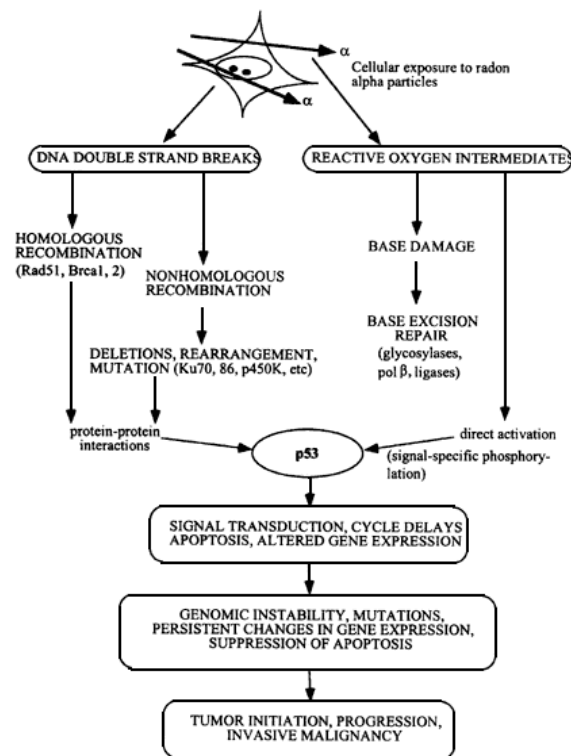 α
Cellular exposure to radon
alpha particles
α
DNA DOUBLE STRAND BREAKS
REACTIVE OXYGEN INTERMEDIATES
HOMOLOGOUS
RECOMBINATION
(Rad51, Brca1, 2)
NONHOMOLOGOUS
RECOMBINATION
BASE DAMAGE
BASE EXCISION
REPAIR
(glycosylases,
pol β, ligases)
DELETIONS, REARRANGEMENT,
MUTATION (Ku70, 86, p450K, etc)
protein-protein
interactions
p53
direct activation
(signal-specific phosphory-
lation)
SIGNAL TRANSDUCTION, CYCLE DELAYS
APOPTOSIS, ALTERED GENE EXPRESSION
GENOMIC INSTABILITY, MUTATIONS,
PERSISTENT CHANGES IN GENE EXPRESSION,
SUPPRESSION OF APOPTOSIS
TUMOR INITIATION, PROGRESSION,
INVASIVE MALIGNANCY